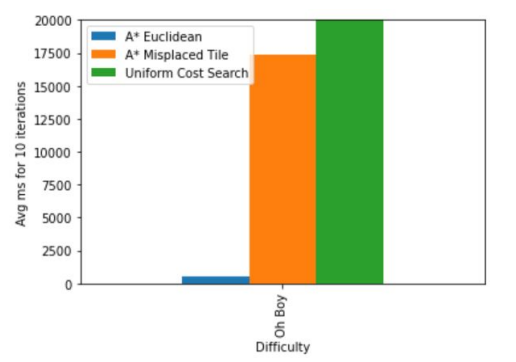 20000
17500
15000
12500
10000
7500
5000
2500
0
Avg ms for 10 iterations
A* Euclidean
A* Misplaced Tile
Uniform Cost Search
Oh Boy
Difficulty